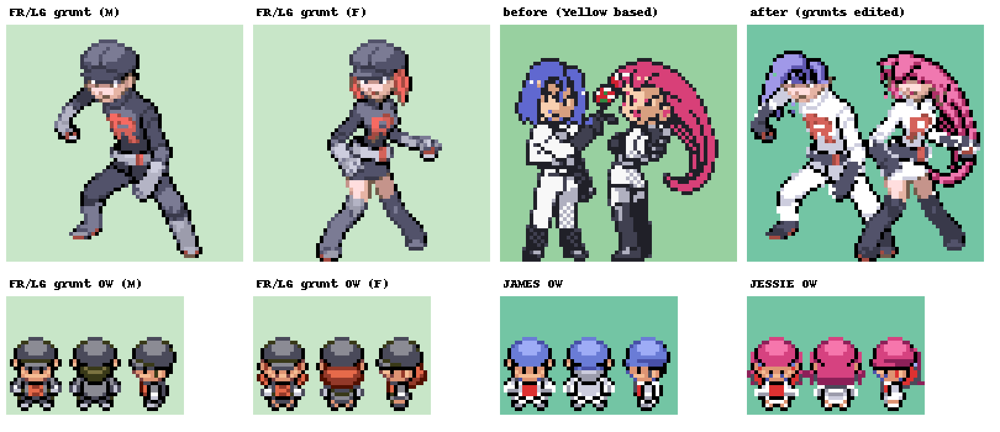 FR/LG grunt (M)
FR/LG grunt (F)
before (Yellow based)
after (grunts edited)
R
R
R
FR/LG grunt OW (M)
FR/LG grunt OW (F)
JAMES OW
JESSIE OW